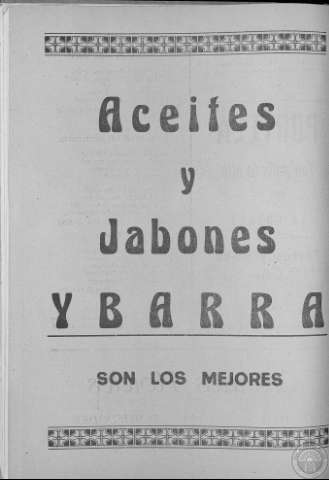 Aceites
y
Jabones
YBARRA
SON LOS MEJORES